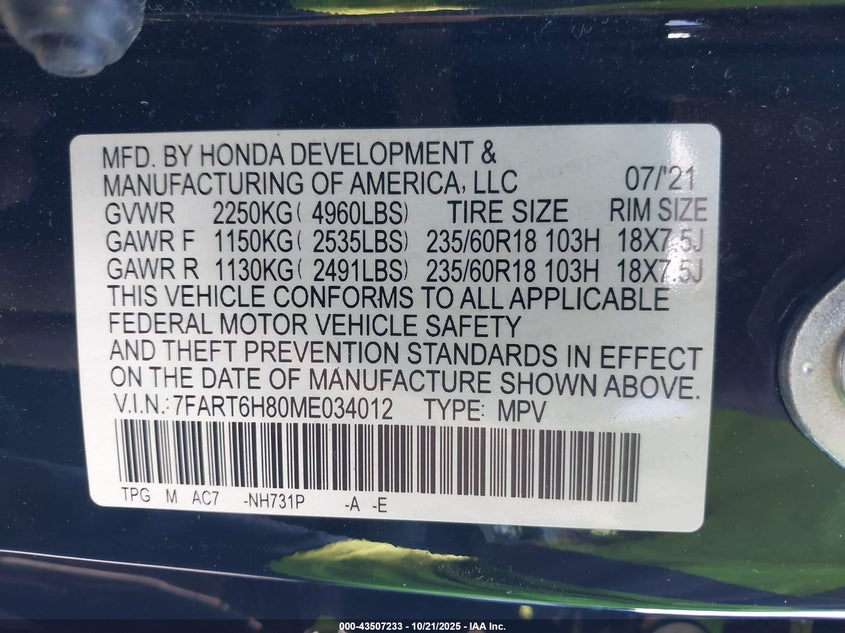 MFD. BY HONDA DEVELOPMENT &
MANUFACTURING OF AMERICA, LLC 07/'21
GVWR 2250KG( 4960LBS) TIRE SIZE RIM SIZE
GAWR F 1150KG( 2535LBS) 235/60R18 103H 18X7.5J
GAWR R 1130KG( 2491LBS) 235/60R18 103H 18X7.5J
THIS VEHICLE CONFORMS TO ALL APPLICABLE
FEDERAL MOTOR VEHICLE SAFETY
AND THEFT PREVENTION STANDARDS IN EFFECT
ON THE DATE OF MANUFACTURE SHOWN ABOVE.
V.I.N.:7FART6H80ME034012 TYPE: MPV
TPG M AC7 -NH731P -A -E
000-43507233 - 10/21/2025 - IAA Inc.